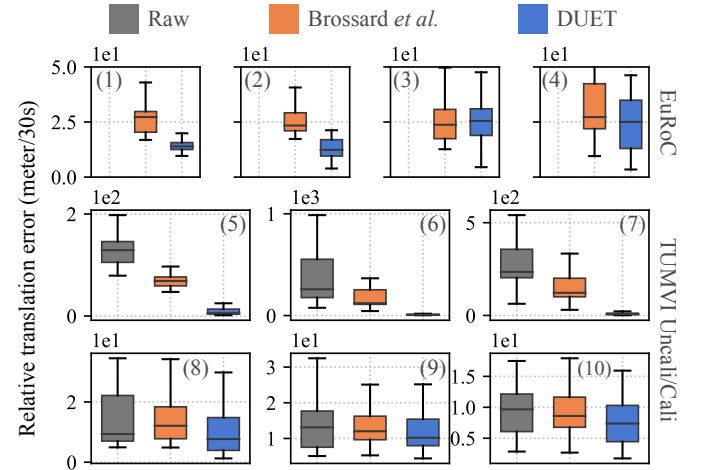 Raw Brossard et al. DUET
1e1 1e1 1e1 1e1
5.0 (1) (2) (3) (4)
2.5
0.0
EuRoC
Relative translation error (meter/30s)
1e2 1e3 5e2
2 (5) 1 (6) 5 (7)
0 0 0
TUMVI Uncali/Cali
1e1 1e1 1e1
(8) 3 (9) 1.5 (10)
2 2 1.0
0 1 0.5